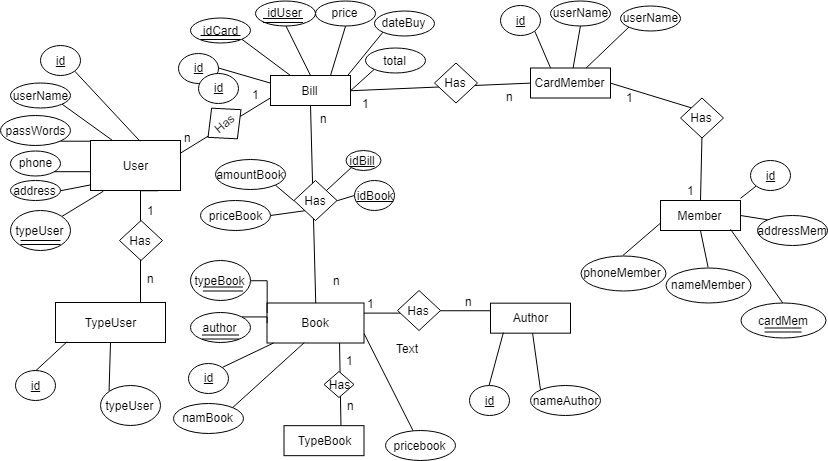 idUser
price
idCard
dateBuy
id
userName
userName
id
total
id
id
Bill
1
1
Has
n
CardMember
1
userName
passWords
phone
address
typeUser
User
n
Has
n
Has
1
id
Member
addressMem
phoneMember
nameMember
cardMem
amountBook
priceBook
Has
idBill
idBook
1
Has
n
TypeUser
id
typeUser
typeBook
author
id
namBook
n
Book
1
Has
n
Author
Text
id
nameAuthor
1
Has
n
TypeBook
pricebook